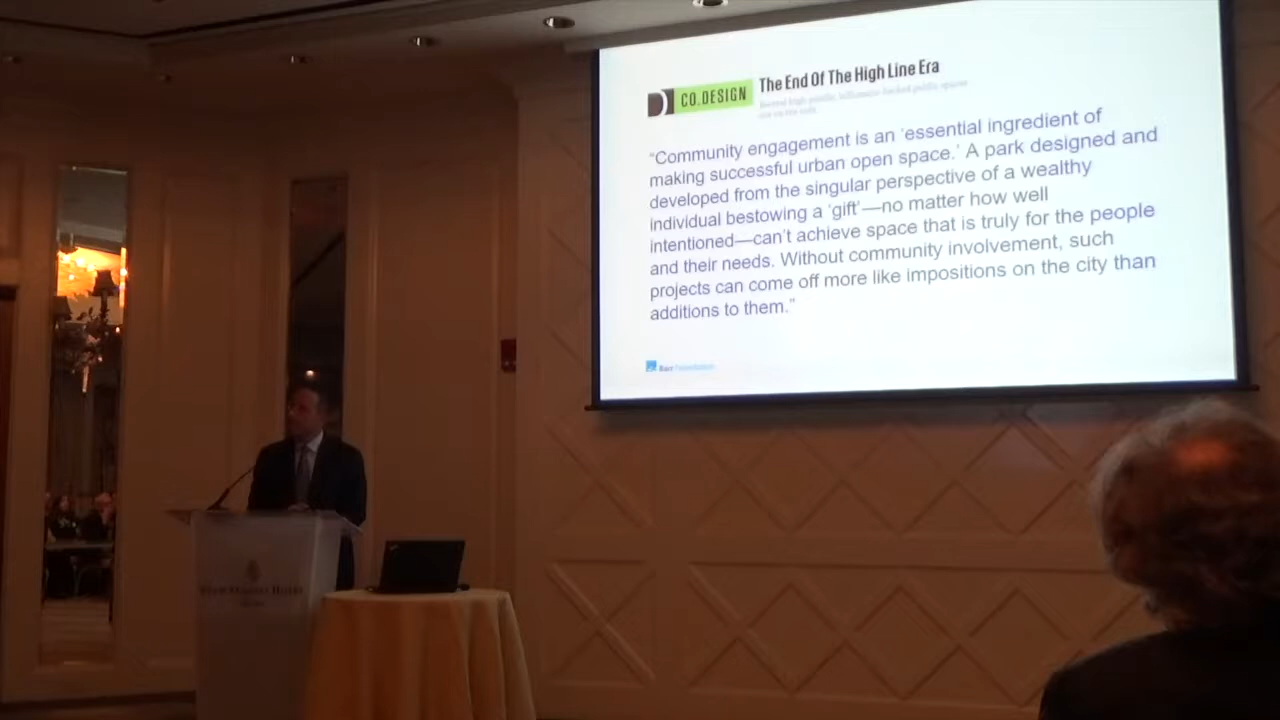 CO.DESIGN
The End Of The High Line Era
“Community engagement is an ‘essential ingredient of
making successful urban open space.’ A park designed and
developed from the singular perspective of a wealthy
individual bestowing a ‘gift’—no matter how well
intentioned—can’t achieve space that is truly for the people
and their needs. Without community involvement, such
projects can come off more like impositions on the city than
additions to them.”
Barr Foundation